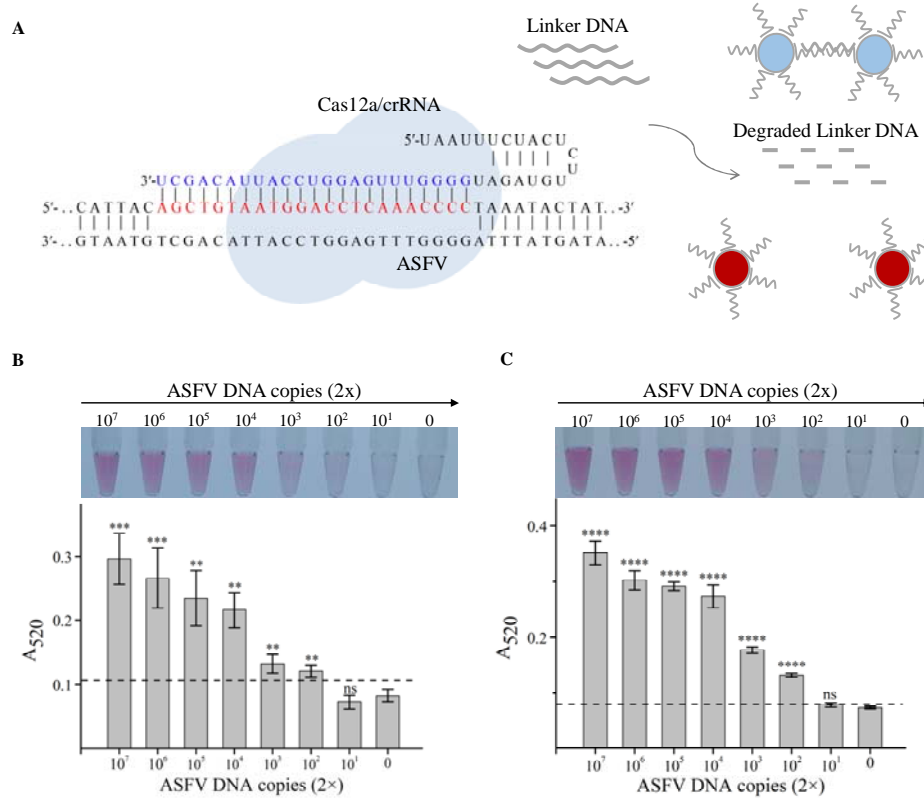 A
Linker DNA
Cas12a/crRNA
Degraded Linker DNA
5'-UAAUUUCUACU
C
U
3'-UCGACAUUACCUGGAGUUUGGGGUAGAUGU
5'-..CATTACAGCTGTAATGGACCTCAAACCCCTAAATACTAT..-3'
3'-..GTAATGTCGACATTACCTGGAGTTTGGGGATTTATGATA..-5'
ASFV
B
ASFV DNA copies (2x)
10⁷ 10⁶ 10⁵ 10⁴ 10³ 10² 10¹ 0
*** *** ** ** ** ** ns
0.3
0.2
0.1
0
A520
10⁷ 10⁶ 10⁵ 10⁴ 10³ 10² 10¹ 0
ASFV DNA copies (2×)
C
ASFV DNA copies (2x)
10⁷ 10⁶ 10⁵ 10⁴ 10³ 10² 10¹ 0
**** **** **** **** **** **** ns
0.4
0.2
0
A520
10⁷ 10⁶ 10⁵ 10⁴ 10³ 10² 10¹ 0
ASFV DNA copies (2×)